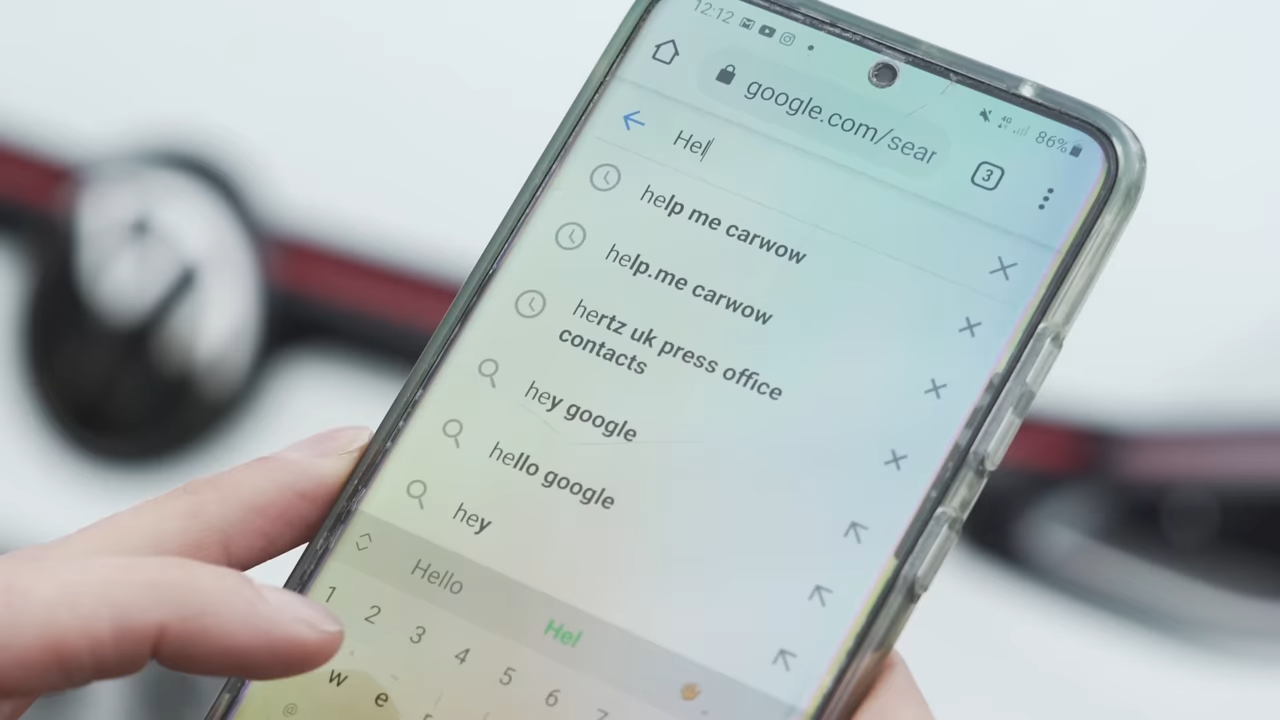 12:12
86%
google.com/sear
3
Hel
help me carwow
help.me carwow
hertz uk press office
contacts
hey google
hello google
hey
Hello
Hel
1 2 3 4 5 6 7
w e
@